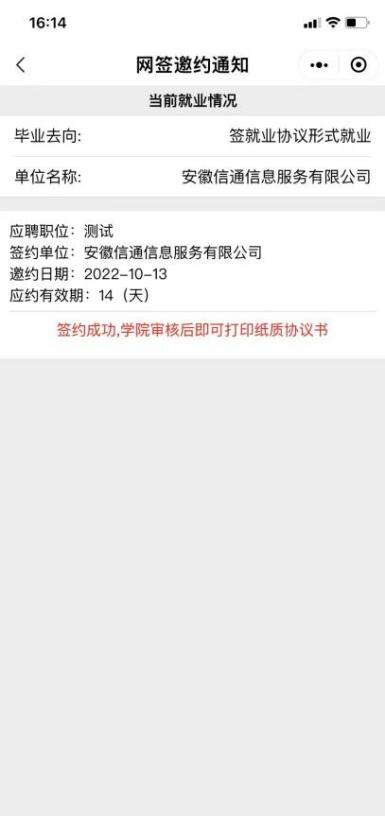 16:14
网签邀约通知
当前就业情况
毕业去向: 签就业协议形式就业
单位名称: 安徽信通信息服务有限公司
应聘职位：测试
签约单位：安徽信通信息服务有限公司
邀约日期：2022-10-13
应约有效期：14（天）
签约成功,学院审核后即可打印纸质协议书